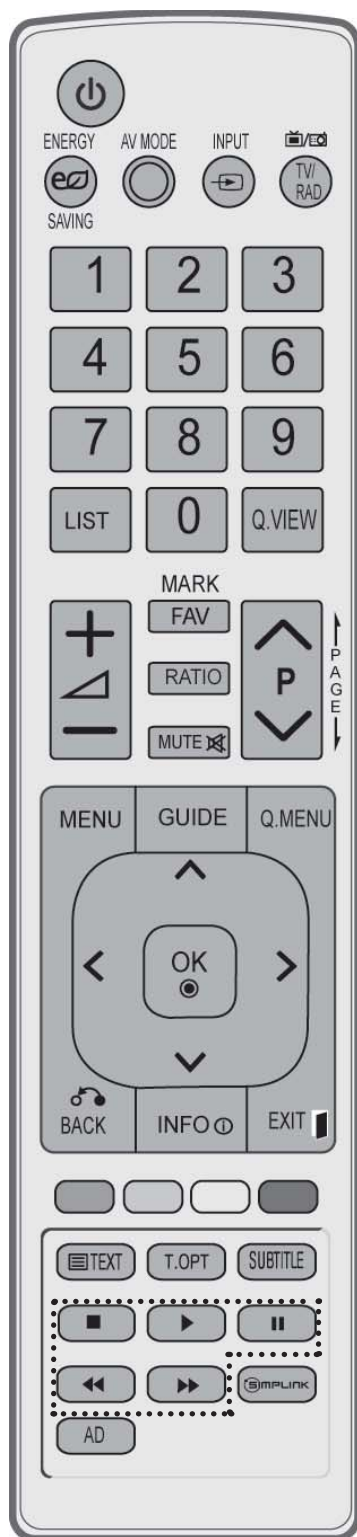 ENERGY AV MODE INPUT
SAVING
TV/
RAD
1 2 3
4 5 6
7 8 9
LIST 0 Q.VIEW
MARK
FAV
RATIO
MUTE
P
PAGE
MENU GUIDE Q.MENU
OK
BACK INFO EXIT
TEXT T.OPT SUBTITLE
SIMPLINK
AD